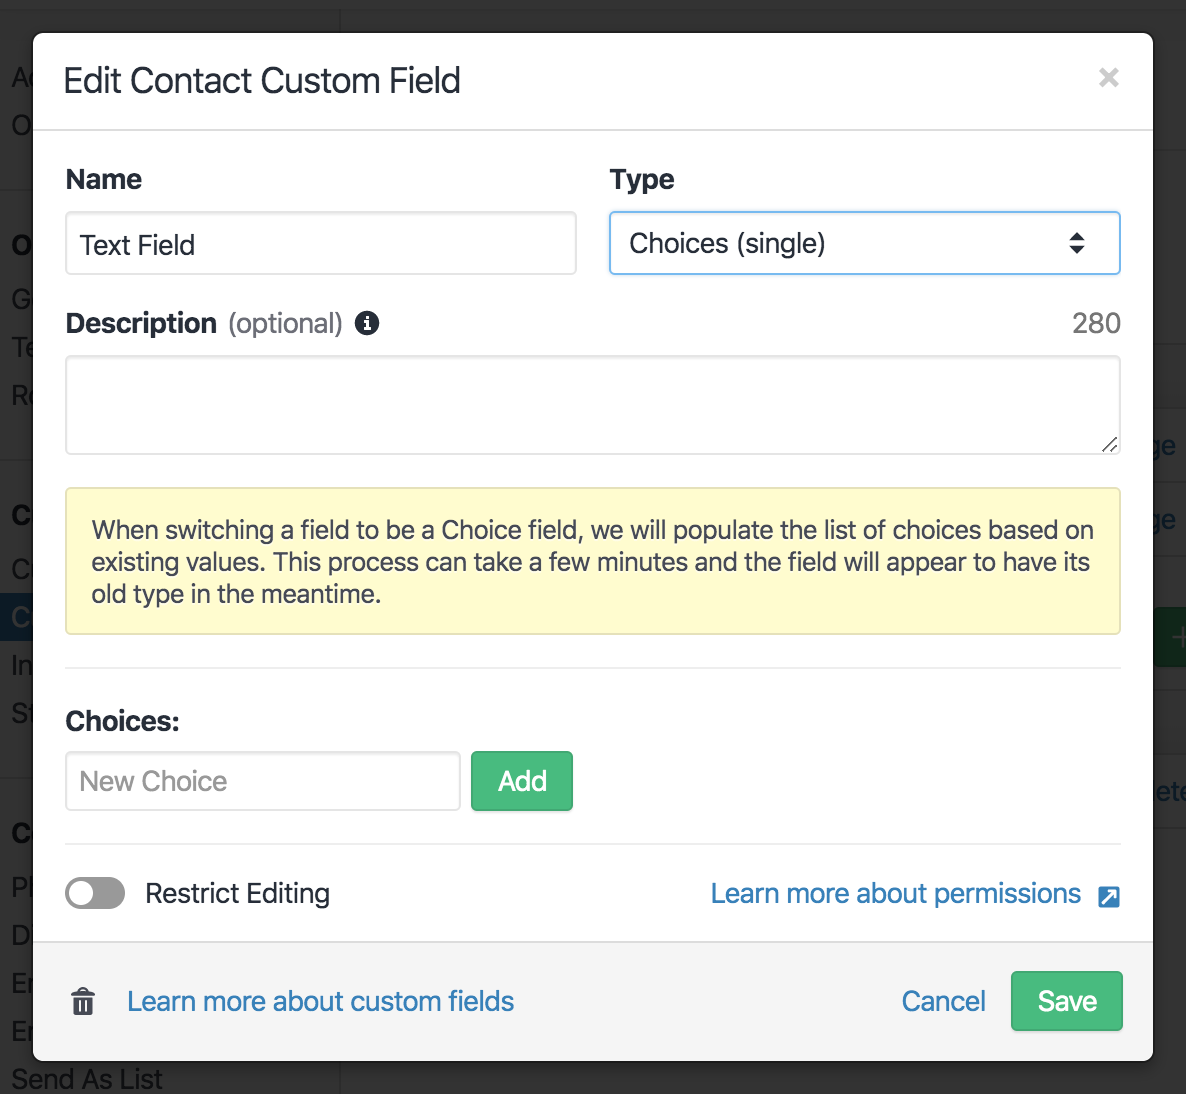 Edit Contact Custom Field
×
Name
Type
Text Field
Choices (single)
Description (optional)
280
When switching a field to be a Choice field, we will populate the list of choices based on
existing values. This process can take a few minutes and the field will appear to have its
old type in the meantime.
Choices:
New Choice
Add
Restrict Editing
Learn more about permissions
Learn more about custom fields
Cancel
Save
Send As List